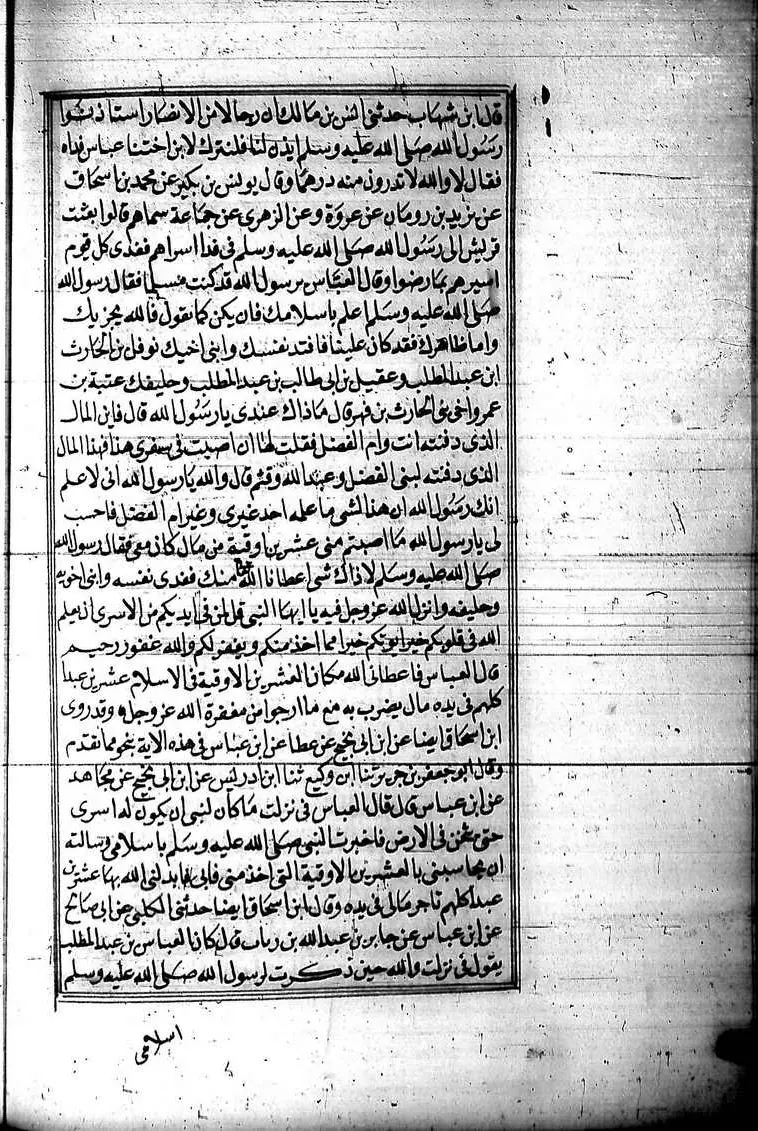 قال ابن شهاب حدثني انس بن مالك ان رجالا من الانصار استاذنوا
رسول الله صلى الله عليه وسلم ايذن لنا فلنترك لابن اختنا عباس فداه
فقال لا والله لا تدرون منه درهما وقال يونس بن بكير عن محمد بن اسحاق
عن يزيد بن رومان عن عروة وعن الزهري عن جماعة سماهم قالوا بعثت
قريش الى رسول الله صلى الله عليه وسلم في فدا اسراهم ففدى كل قوم
اسيرهم بما رضوا وقال العباس يرسول الله قد كنت مسلما فقال رسول الله
صلى الله عليه وسلم اعلم باسلامك فان يكن كما تقول فالله يجزيك
واما ظاهرك فقد كان علينا فافتد نفسك وابني اخيك نوفل بن الحارث
ابن عبد المطلب وعقيل بن ابي طالب بن عبد المطلب وحليفك عتبة بن
عمرو اخي بني الحارث بن فهر قال ما ذاك عندي يا رسول الله قال فاين المال
الذي دفنته انت وام الفضل فقلت لها ان اصبت في سفري هذا فهذا المال
الذي دفنته لبني الفضل وعبد الله وقثم قال والله يا رسول الله اني لاعلم
انك رسول الله ان هذا الشي ما علمه احد غيري وغير ام الفضل فاحسب
لي يا رسول الله ما اصبتم مني عشرين اوقية من مال كان معي فقال رسول الله
صلى الله عليه وسلم لا ذاك شي اعطانا الله منك ففدى نفسه وابني اخويه
وحليفه وانزل الله عز وجل فيه يا ايها النبي قل لمن في ايديكم من الاسرى ان يعلم
الله في قلوبكم خيرا يوتكم خيرا مما اخذ منكم ويغفر لكم والله غفور رحيم
قال العباس فاعطاني الله مكان العشرين الاوقية في الاسلام عشرين عبدا
كلهم في يده مال يضرب به مع ما ارجوا من مغفرة الله عز وجل وقد روى
ابن اسحاق ايضا عن ابن ابي نجيح عن عطا عن ابن عباس في هذه الاية بنحو مما تقدم
وقال ابو جعفر بن جرير ثنا ابن وكيع ثنا ابن ادريس عن ابن ابي نجيح عن مجاهد
عن ابن عباس قال قال العباس في نزلت ما كان لنبي ان يكون له اسرى
حتى يثخن في الارض فاخبرت النبي صلى الله عليه وسلم باسلامي وسالته
ان يحاسبني بالعشرين الاوقية التي اخذ مني فابى فابدلني الله بها عشرين
عبدا كلهم تاجر مالي في يده وقال ابن اسحاق ايضا حدثني الكلبي عن ابي صالح
عن ابن عباس عن جابر بن عبد الله بن رياب قال كان العباس بن عبد المطلب
يقول في نزلت والله حين ذكرت لرسول الله صلى الله عليه وسلم
اسلامي